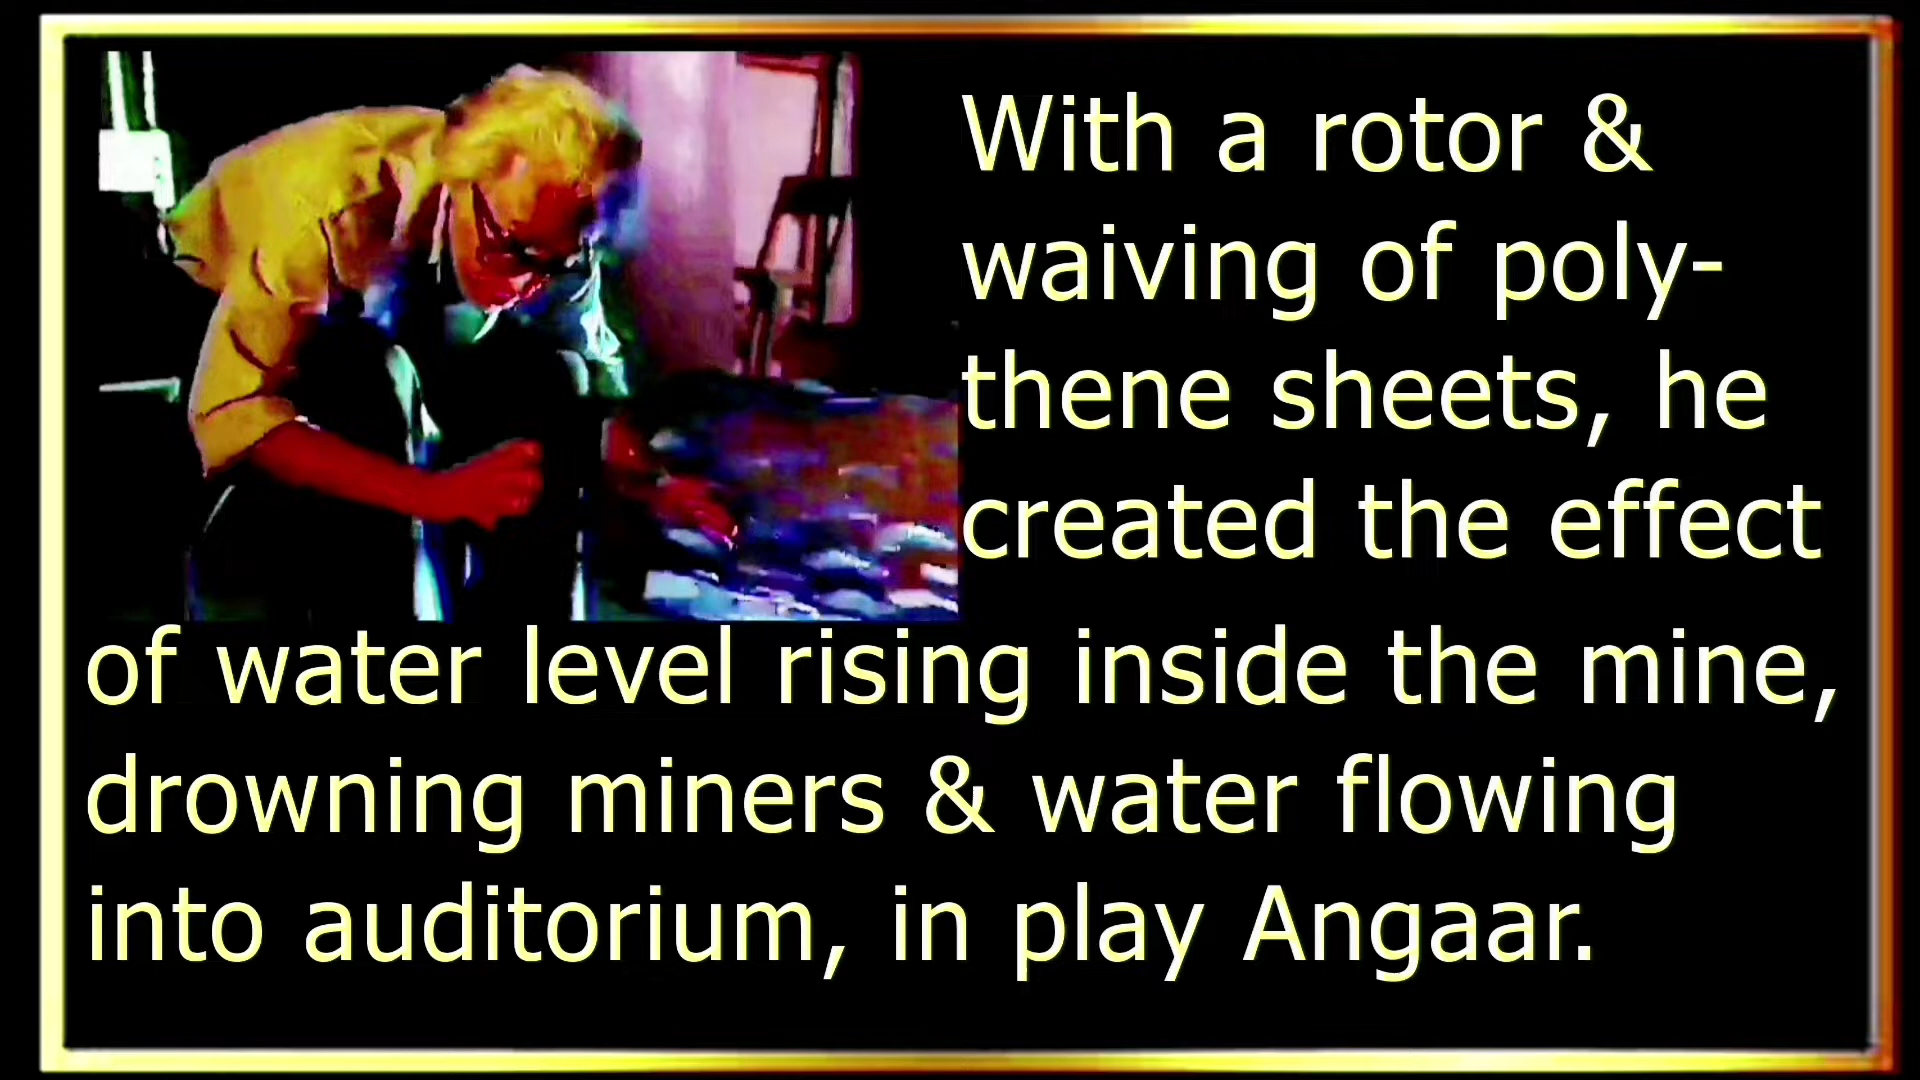 With a rotor &
waiving of poly-
thene sheets, he
created the effect
of water level rising inside the mine,
drowning miners & water flowing
into auditorium, in play Angaar.